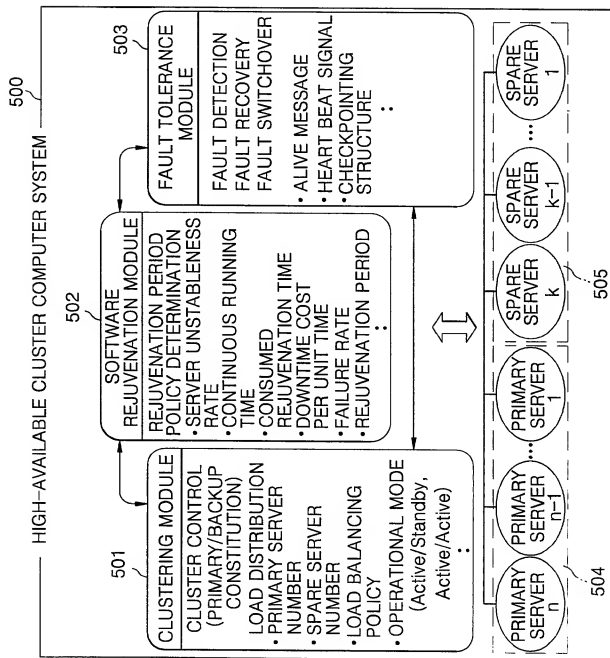 HIGH-AVAILABLE CLUSTER COMPUTER SYSTEM
500
501
CLUSTERING MODULE
CLUSTER CONTROL
(PRIMARY/BACKUP
CONSTITUTION)
LOAD DISTRIBUTION
• PRIMARY SERVER
NUMBER
• SPARE SERVER
NUMBER
• LOAD BALANCING
POLICY
• OPERATIONAL MODE
(Active/Standby,
Active/Active)
502
SOFTWARE
REJUVENATION MODULE
REJUVENATION PERIOD
POLICY DETERMINATION
• SERVER UNSTABLENESS
RATE
• CONTINUOUS RUNNING
TIME
• CONSUMED
REJUVENATION TIME
• DOWNTIME COST
PER UNIT TIME
• FAILURE RATE
• REJUVENATION PERIOD
503
FAULT TOLERANCE
MODULE
FAULT DETECTION
FAULT RECOVERY
FAULT SWITCHOVER
• ALIVE MESSAGE
• HEART BEAT SIGNAL
• CHECKPOINTING
STRUCTURE
PRIMARY
SERVER
n
PRIMARY
SERVER
n-1
PRIMARY
SERVER
1
SPARE
SERVER
k
SPARE
SERVER
k-1
SPARE
SERVER
1
504
505